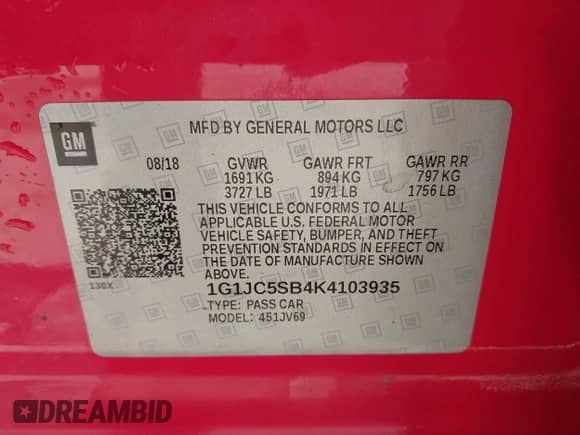 GM
MFD BY GENERAL MOTORS LLC
08/18 GVWR GAWR FRT GAWR RR
1691 KG 894 KG 797 KG
3727 LB 1971 LB 1756 LB
THIS VEHICLE CONFORMS TO ALL
APPLICABLE U.S. FEDERAL MOTOR
VEHICLE SAFETY, BUMPER, AND THEFT
PREVENTION STANDARDS IN EFFECT ON
THE DATE OF MANUFACTURE SHOWN
ABOVE.
130X
1G1JC5SB4K4103935
TYPE: PASS CAR
MODEL: 451JV69
DREAMBID